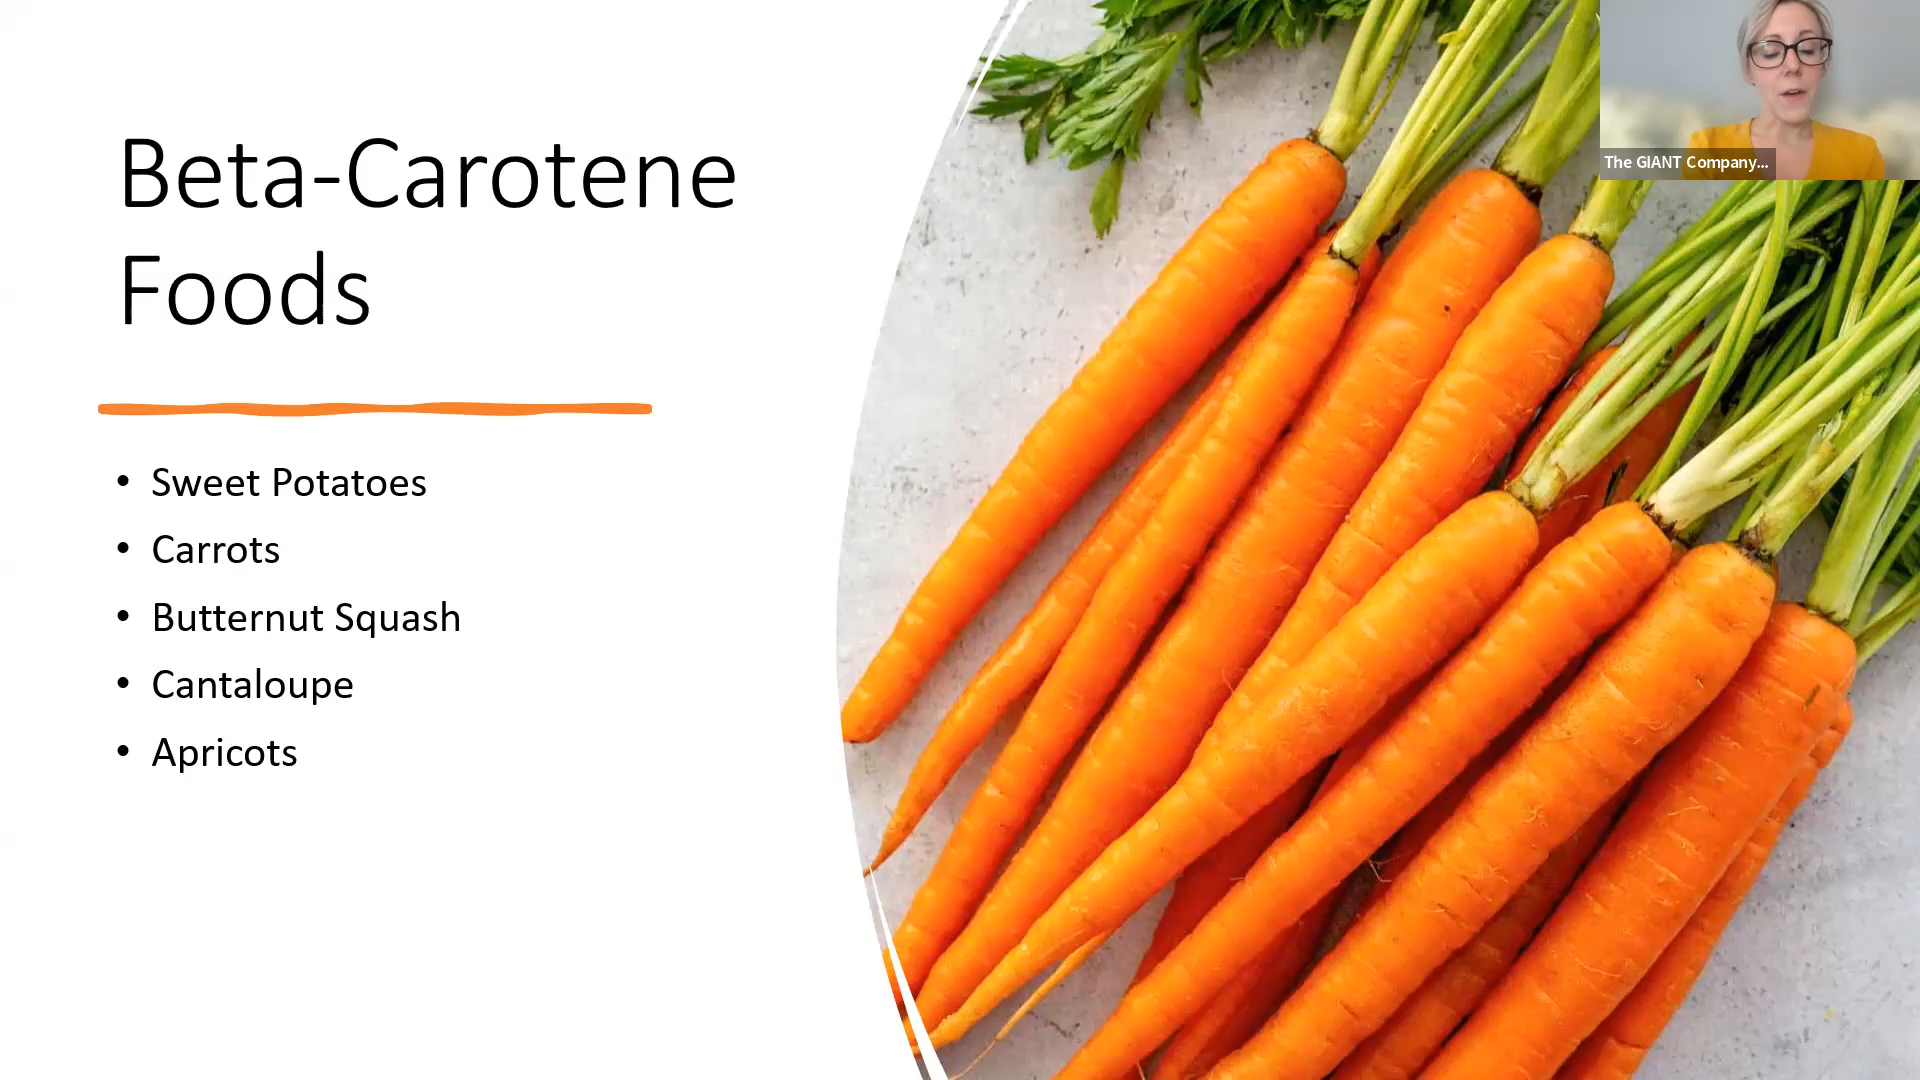 Beta-Carotene
Foods
• Sweet Potatoes
• Carrots
• Butternut Squash
• Cantaloupe
• Apricots
The GIANT Company...